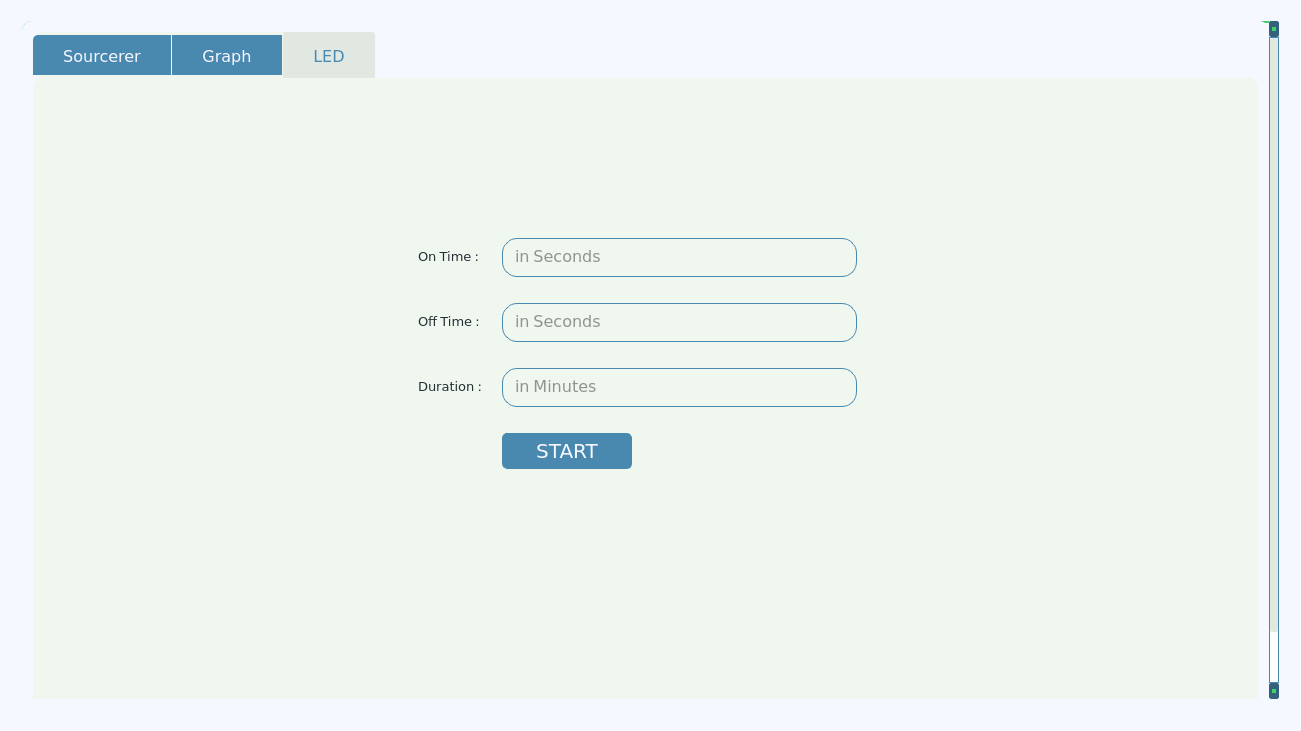 Sourcerer Graph LED
On Time : in Seconds
Off Time : in Seconds
Duration : in Minutes
START